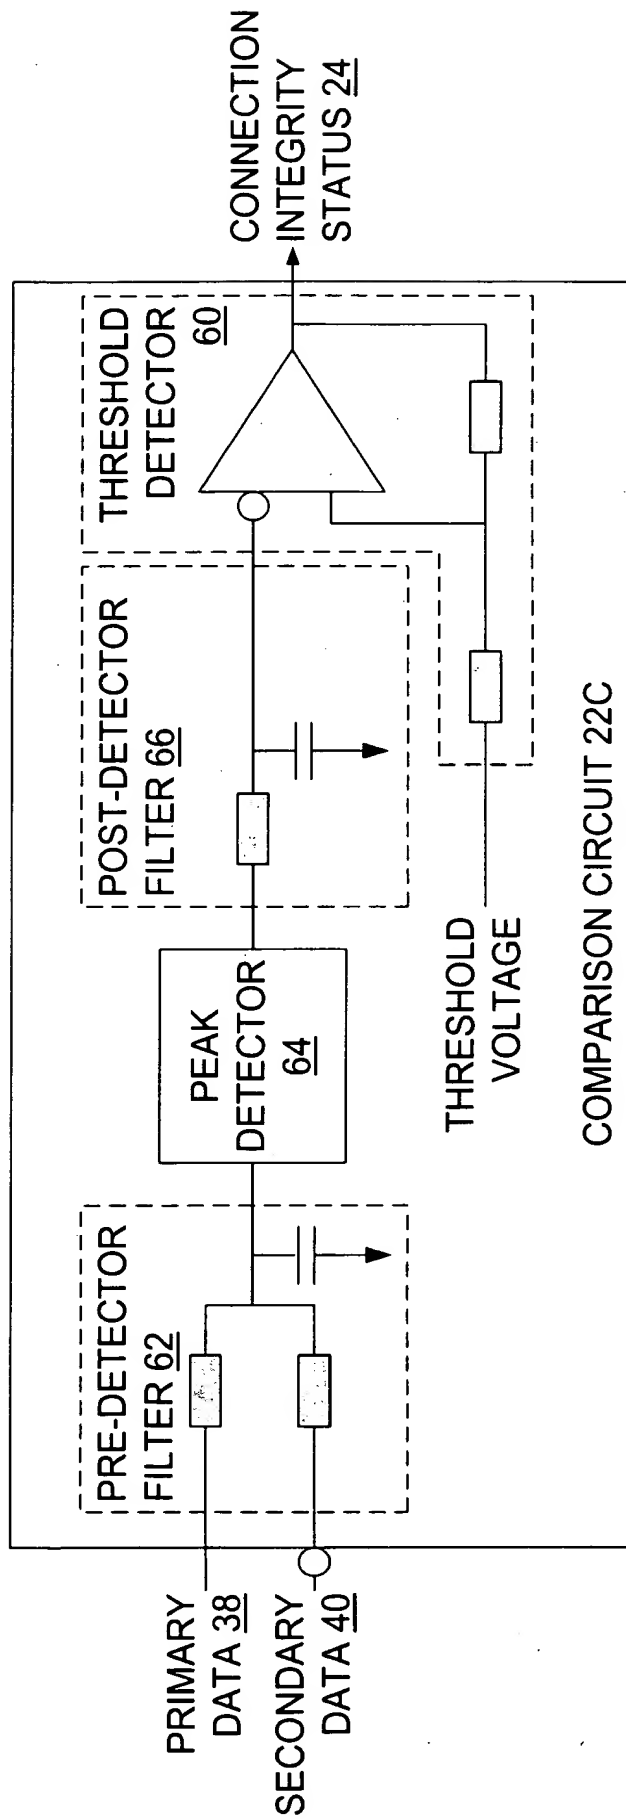 PRIMARY
DATA 38
SECONDARY
DATA 40
PRE-DETECTOR
FILTER 62
PEAK
DETECTOR
64
POST-DETECTOR
FILTER 66
THRESHOLD
DETECTOR
60
CONNECTION
INTEGRITY
STATUS 24
THRESHOLD
VOLTAGE
COMPARISON CIRCUIT 22C